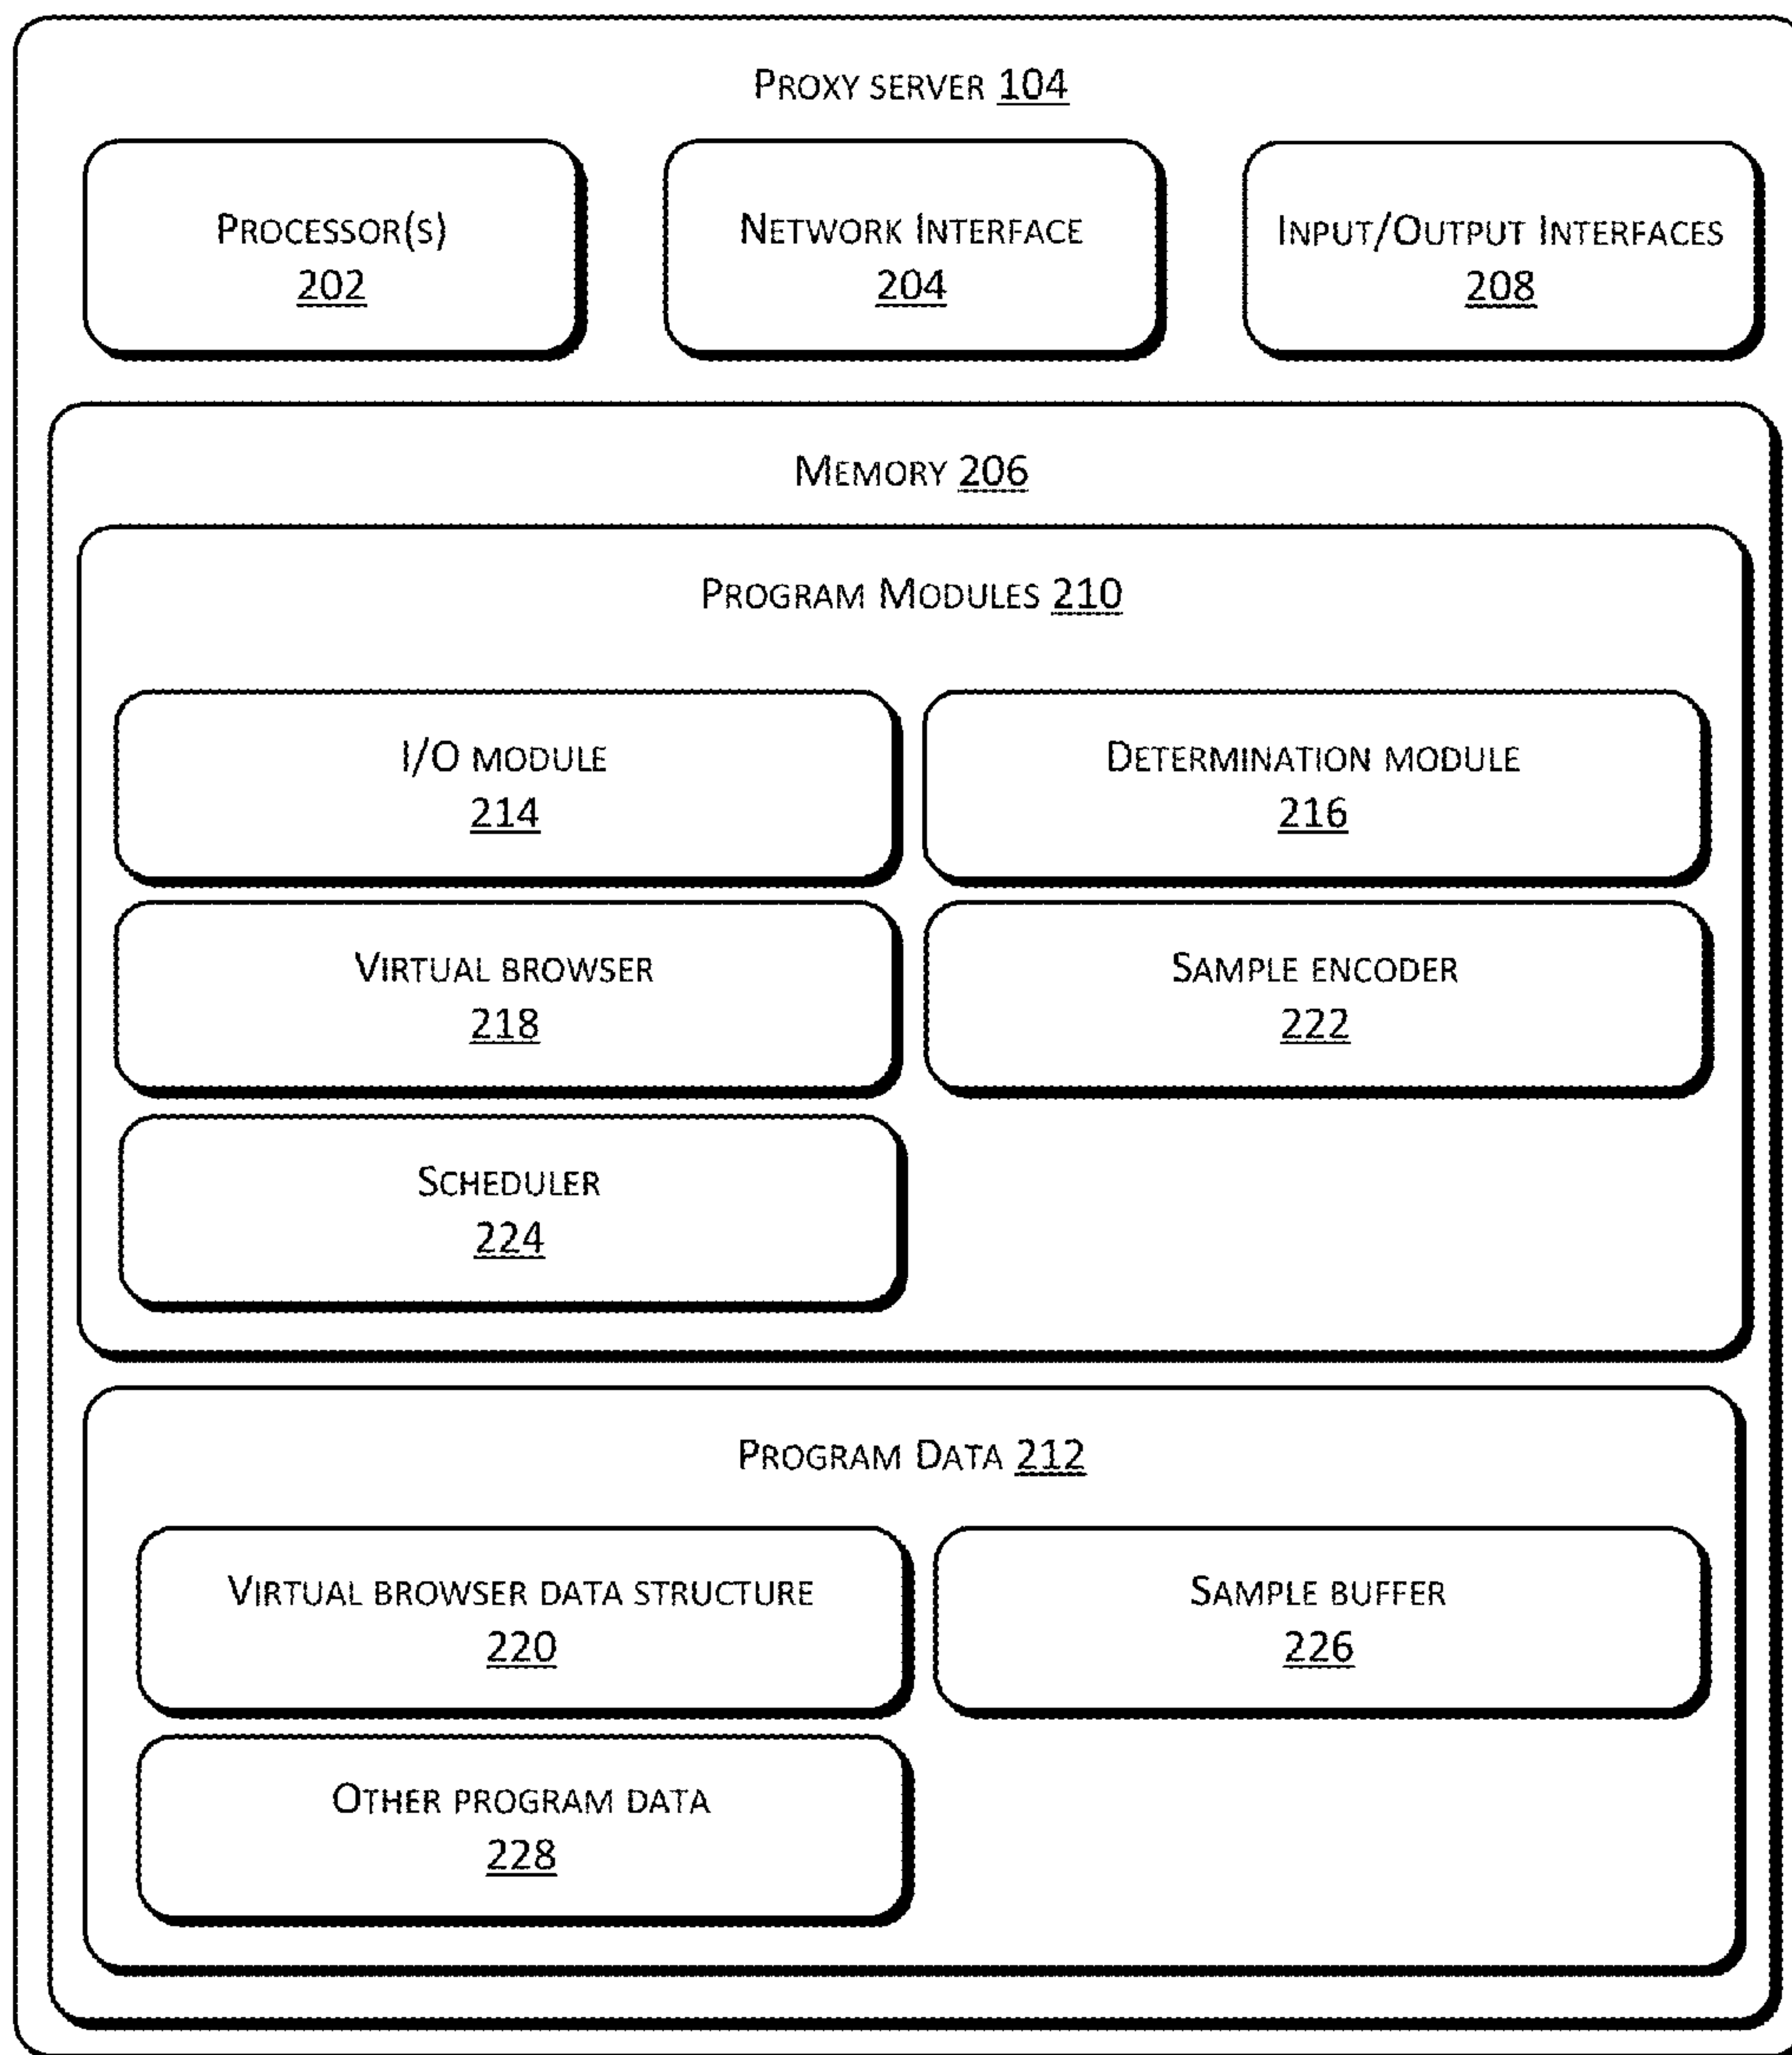 PROXY SERVER 104
PROCESSOR(S)
202
NETWORK INTERFACE
204
INPUT/OUTPUT INTERFACES
208
MEMORY 206
PROGRAM MODULES 210
I/O MODULE
214
DETERMINATION MODULE
216
VIRTUAL BROWSER
218
SAMPLE ENCODER
222
SCHEDULER
224
PROGRAM DATA 212
VIRTUAL BROWSER DATA STRUCTURE
220
SAMPLE BUFFER
226
OTHER PROGRAM DATA
228